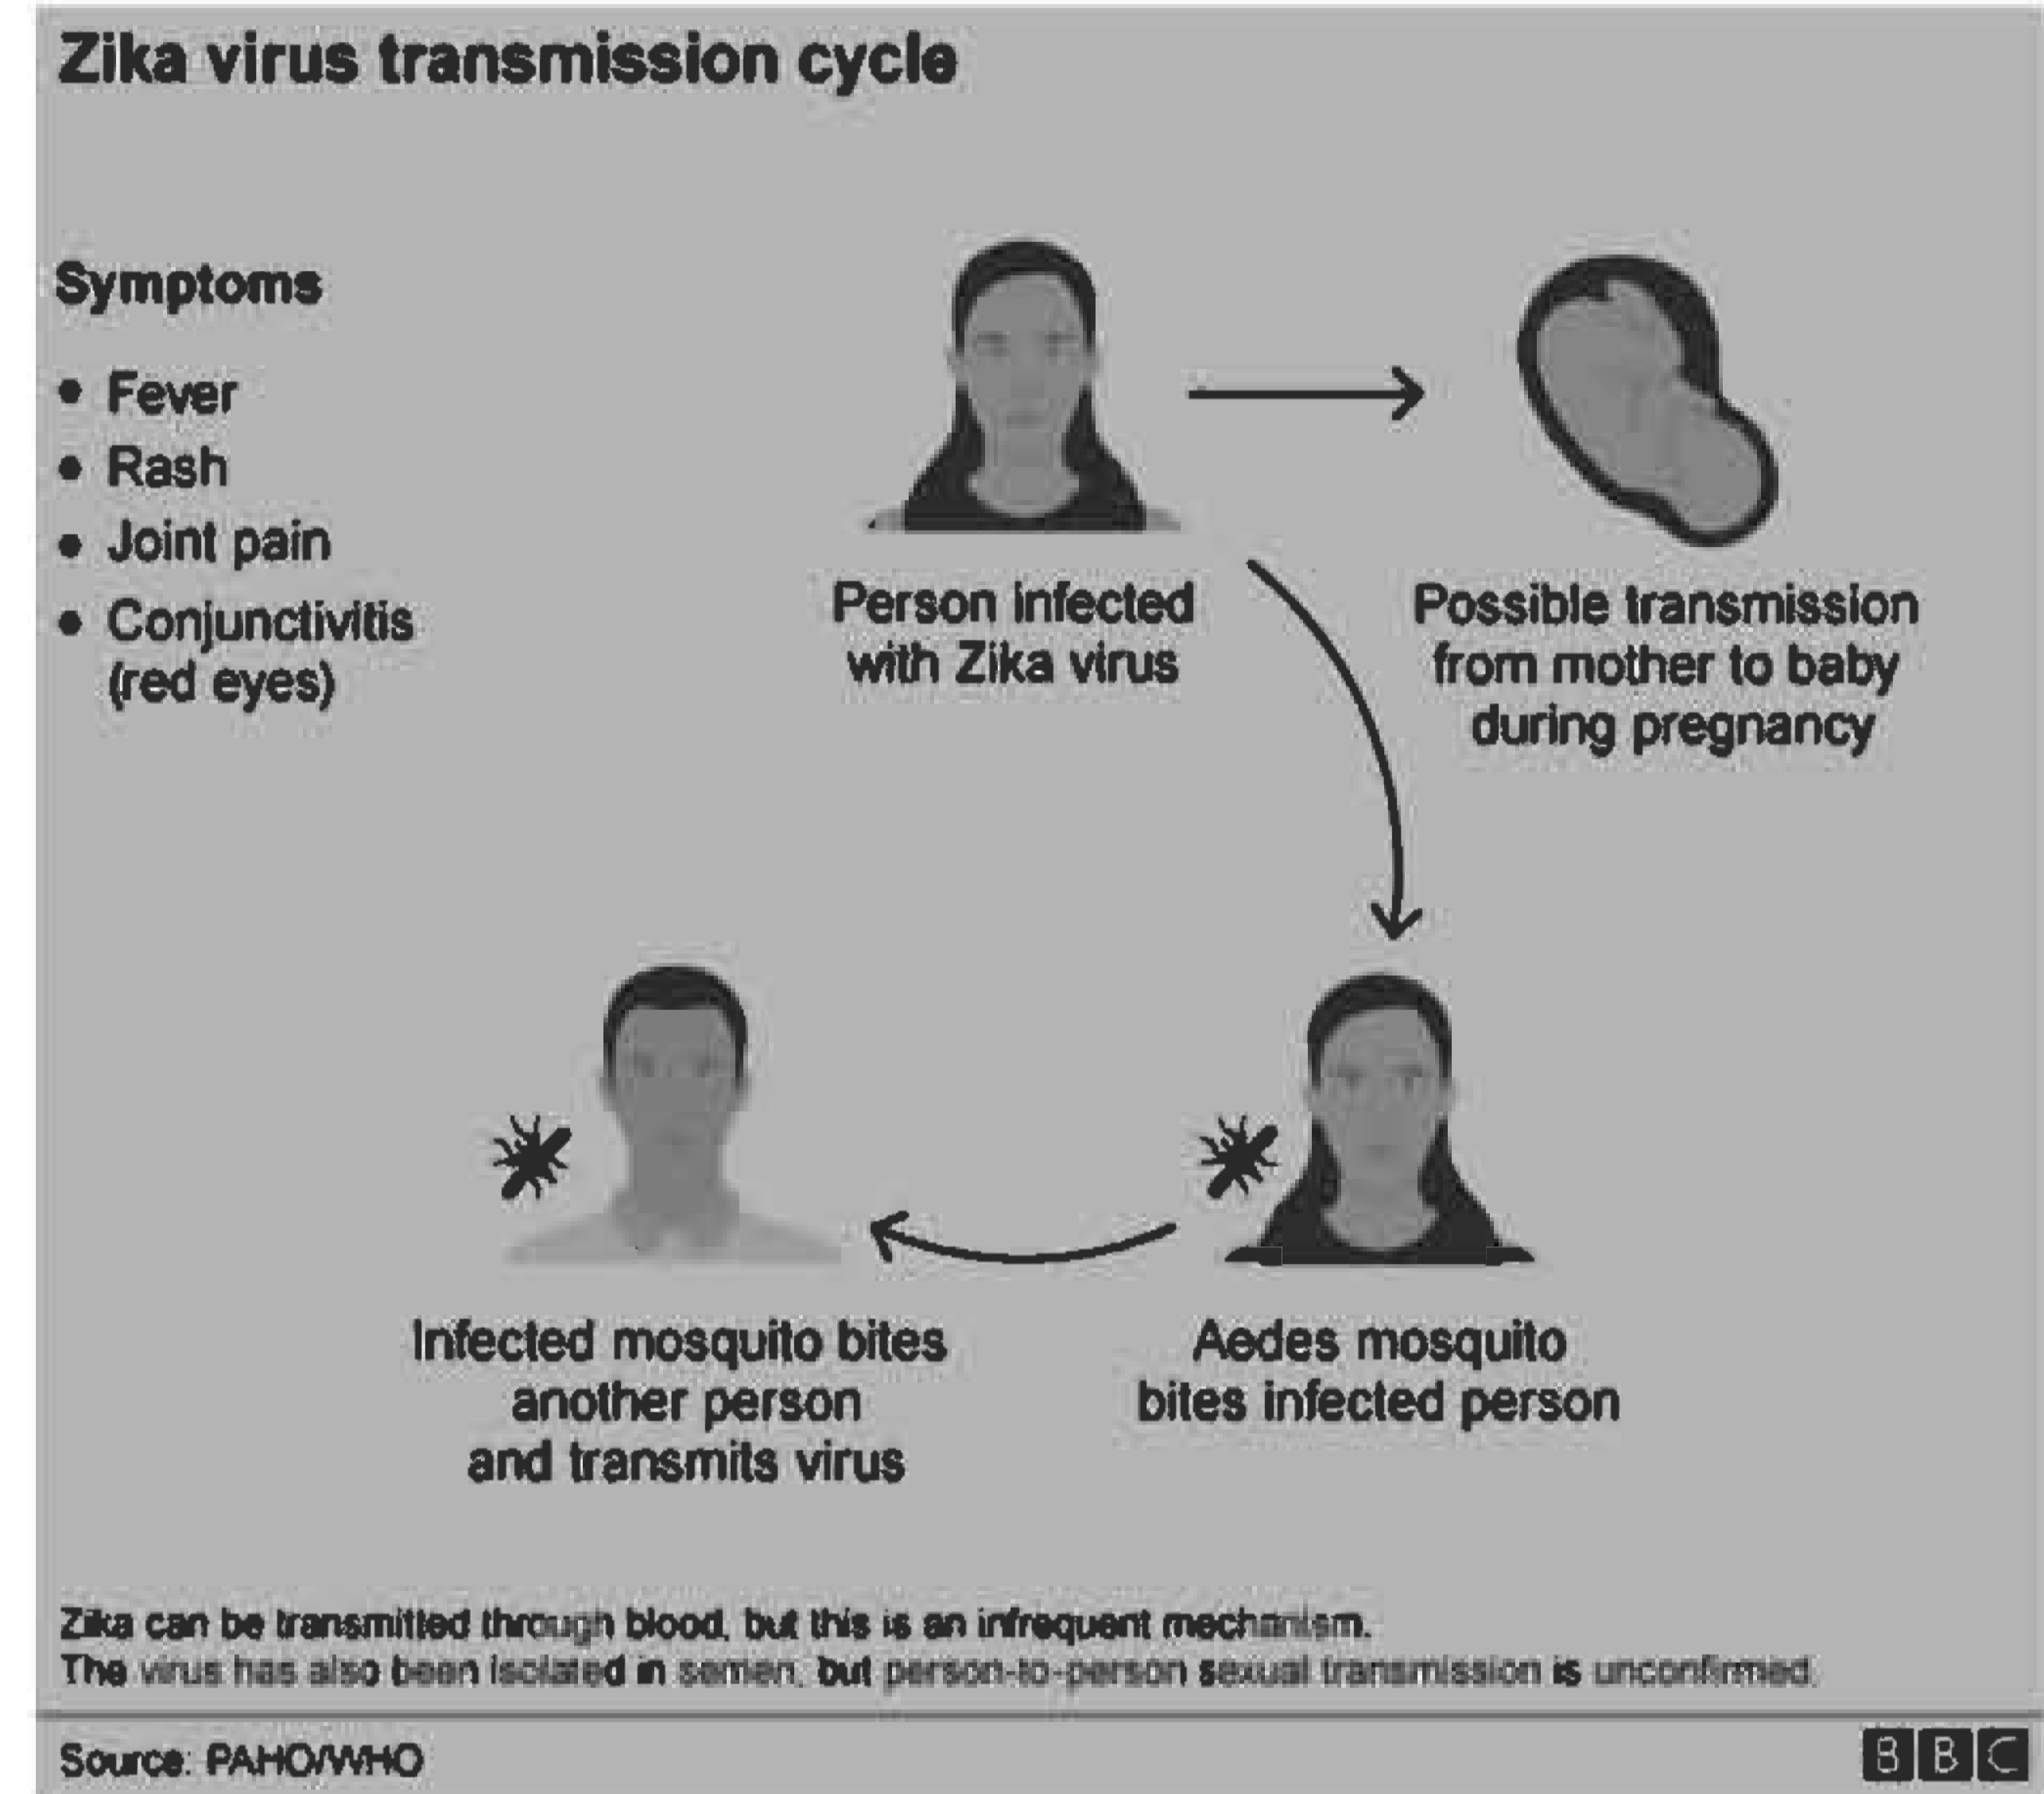 Zika virus transmission cycle
Symptoms
• Fever
• Rash
• Joint pain
• Conjunctivitis
(red eyes)
Person infected
with Zika virus
Possible transmission
from mother to baby
during pregnancy
Infected mosquito bites
another person
and transmits virus
Aedes mosquito
bites infected person
Zika can be transmitted through blood, but this is an infrequent mechanism.
The virus has also been isolated in semen, but person-to-person sexual transmission is unconfirmed.
Source: PAHO/WHO
BBC